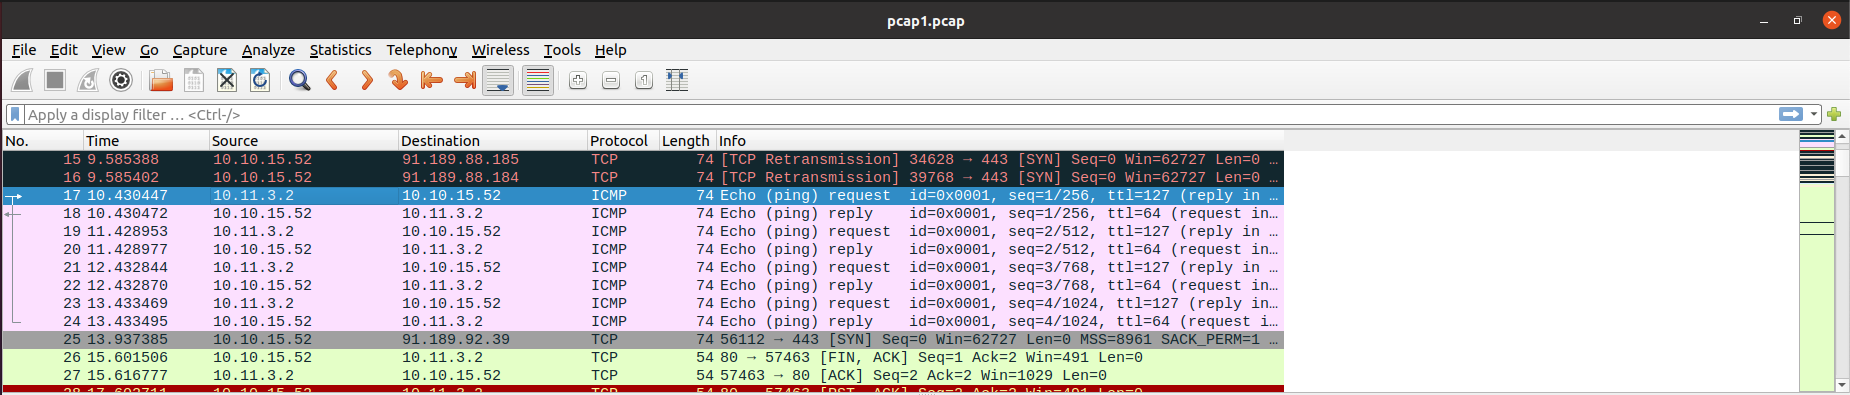 pcap1.pcap
File Edit View Go Capture Analyze Statistics Telephony Wireless Tools Help
Apply a display filter … <Ctrl-/>
No. Time Source Destination Protocol Length Info
15 9.585388 10.10.15.52 91.189.88.185 TCP 74 [TCP Retransmission] 34628 → 443 [SYN] Seq=0 Win=62727 Len=0 …
16 9.585402 10.10.15.52 91.189.88.184 TCP 74 [TCP Retransmission] 39768 → 443 [SYN] Seq=0 Win=62727 Len=0 …
17 10.430447 10.11.3.2 10.10.15.52 ICMP 74 Echo (ping) request id=0x0001, seq=1/256, ttl=127 (reply in …
18 10.430472 10.10.15.52 10.11.3.2 ICMP 74 Echo (ping) reply id=0x0001, seq=1/256, ttl=64 (request in…
19 11.428953 10.11.3.2 10.10.15.52 ICMP 74 Echo (ping) request id=0x0001, seq=2/512, ttl=127 (reply in …
20 11.428977 10.10.15.52 10.11.3.2 ICMP 74 Echo (ping) reply id=0x0001, seq=2/512, ttl=64 (request in…
21 12.432844 10.11.3.2 10.10.15.52 ICMP 74 Echo (ping) request id=0x0001, seq=3/768, ttl=127 (reply in …
22 12.432870 10.10.15.52 10.11.3.2 ICMP 74 Echo (ping) reply id=0x0001, seq=3/768, ttl=64 (request in…
23 13.433469 10.11.3.2 10.10.15.52 ICMP 74 Echo (ping) request id=0x0001, seq=4/1024, ttl=127 (reply in…
24 13.433495 10.10.15.52 10.11.3.2 ICMP 74 Echo (ping) reply id=0x0001, seq=4/1024, ttl=64 (request i…
25 13.937385 10.10.15.52 91.189.92.39 TCP 74 56112 → 443 [SYN] Seq=0 Win=62727 Len=0 MSS=8961 SACK_PERM=1 …
26 15.601506 10.10.15.52 10.11.3.2 TCP 54 80 → 57463 [FIN, ACK] Seq=1 Ack=2 Win=491 Len=0
27 15.616777 10.11.3.2 10.10.15.52 TCP 54 57463 → 80 [ACK] Seq=2 Ack=2 Win=1029 Len=0